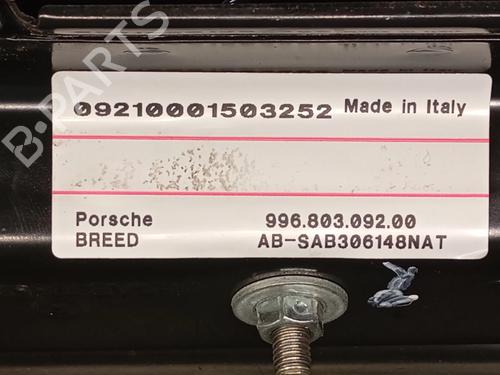 B-PARTS
09210001503252 Made in Italy
Porsche 996.803.092.00
BREED AB-SAB306148NAT